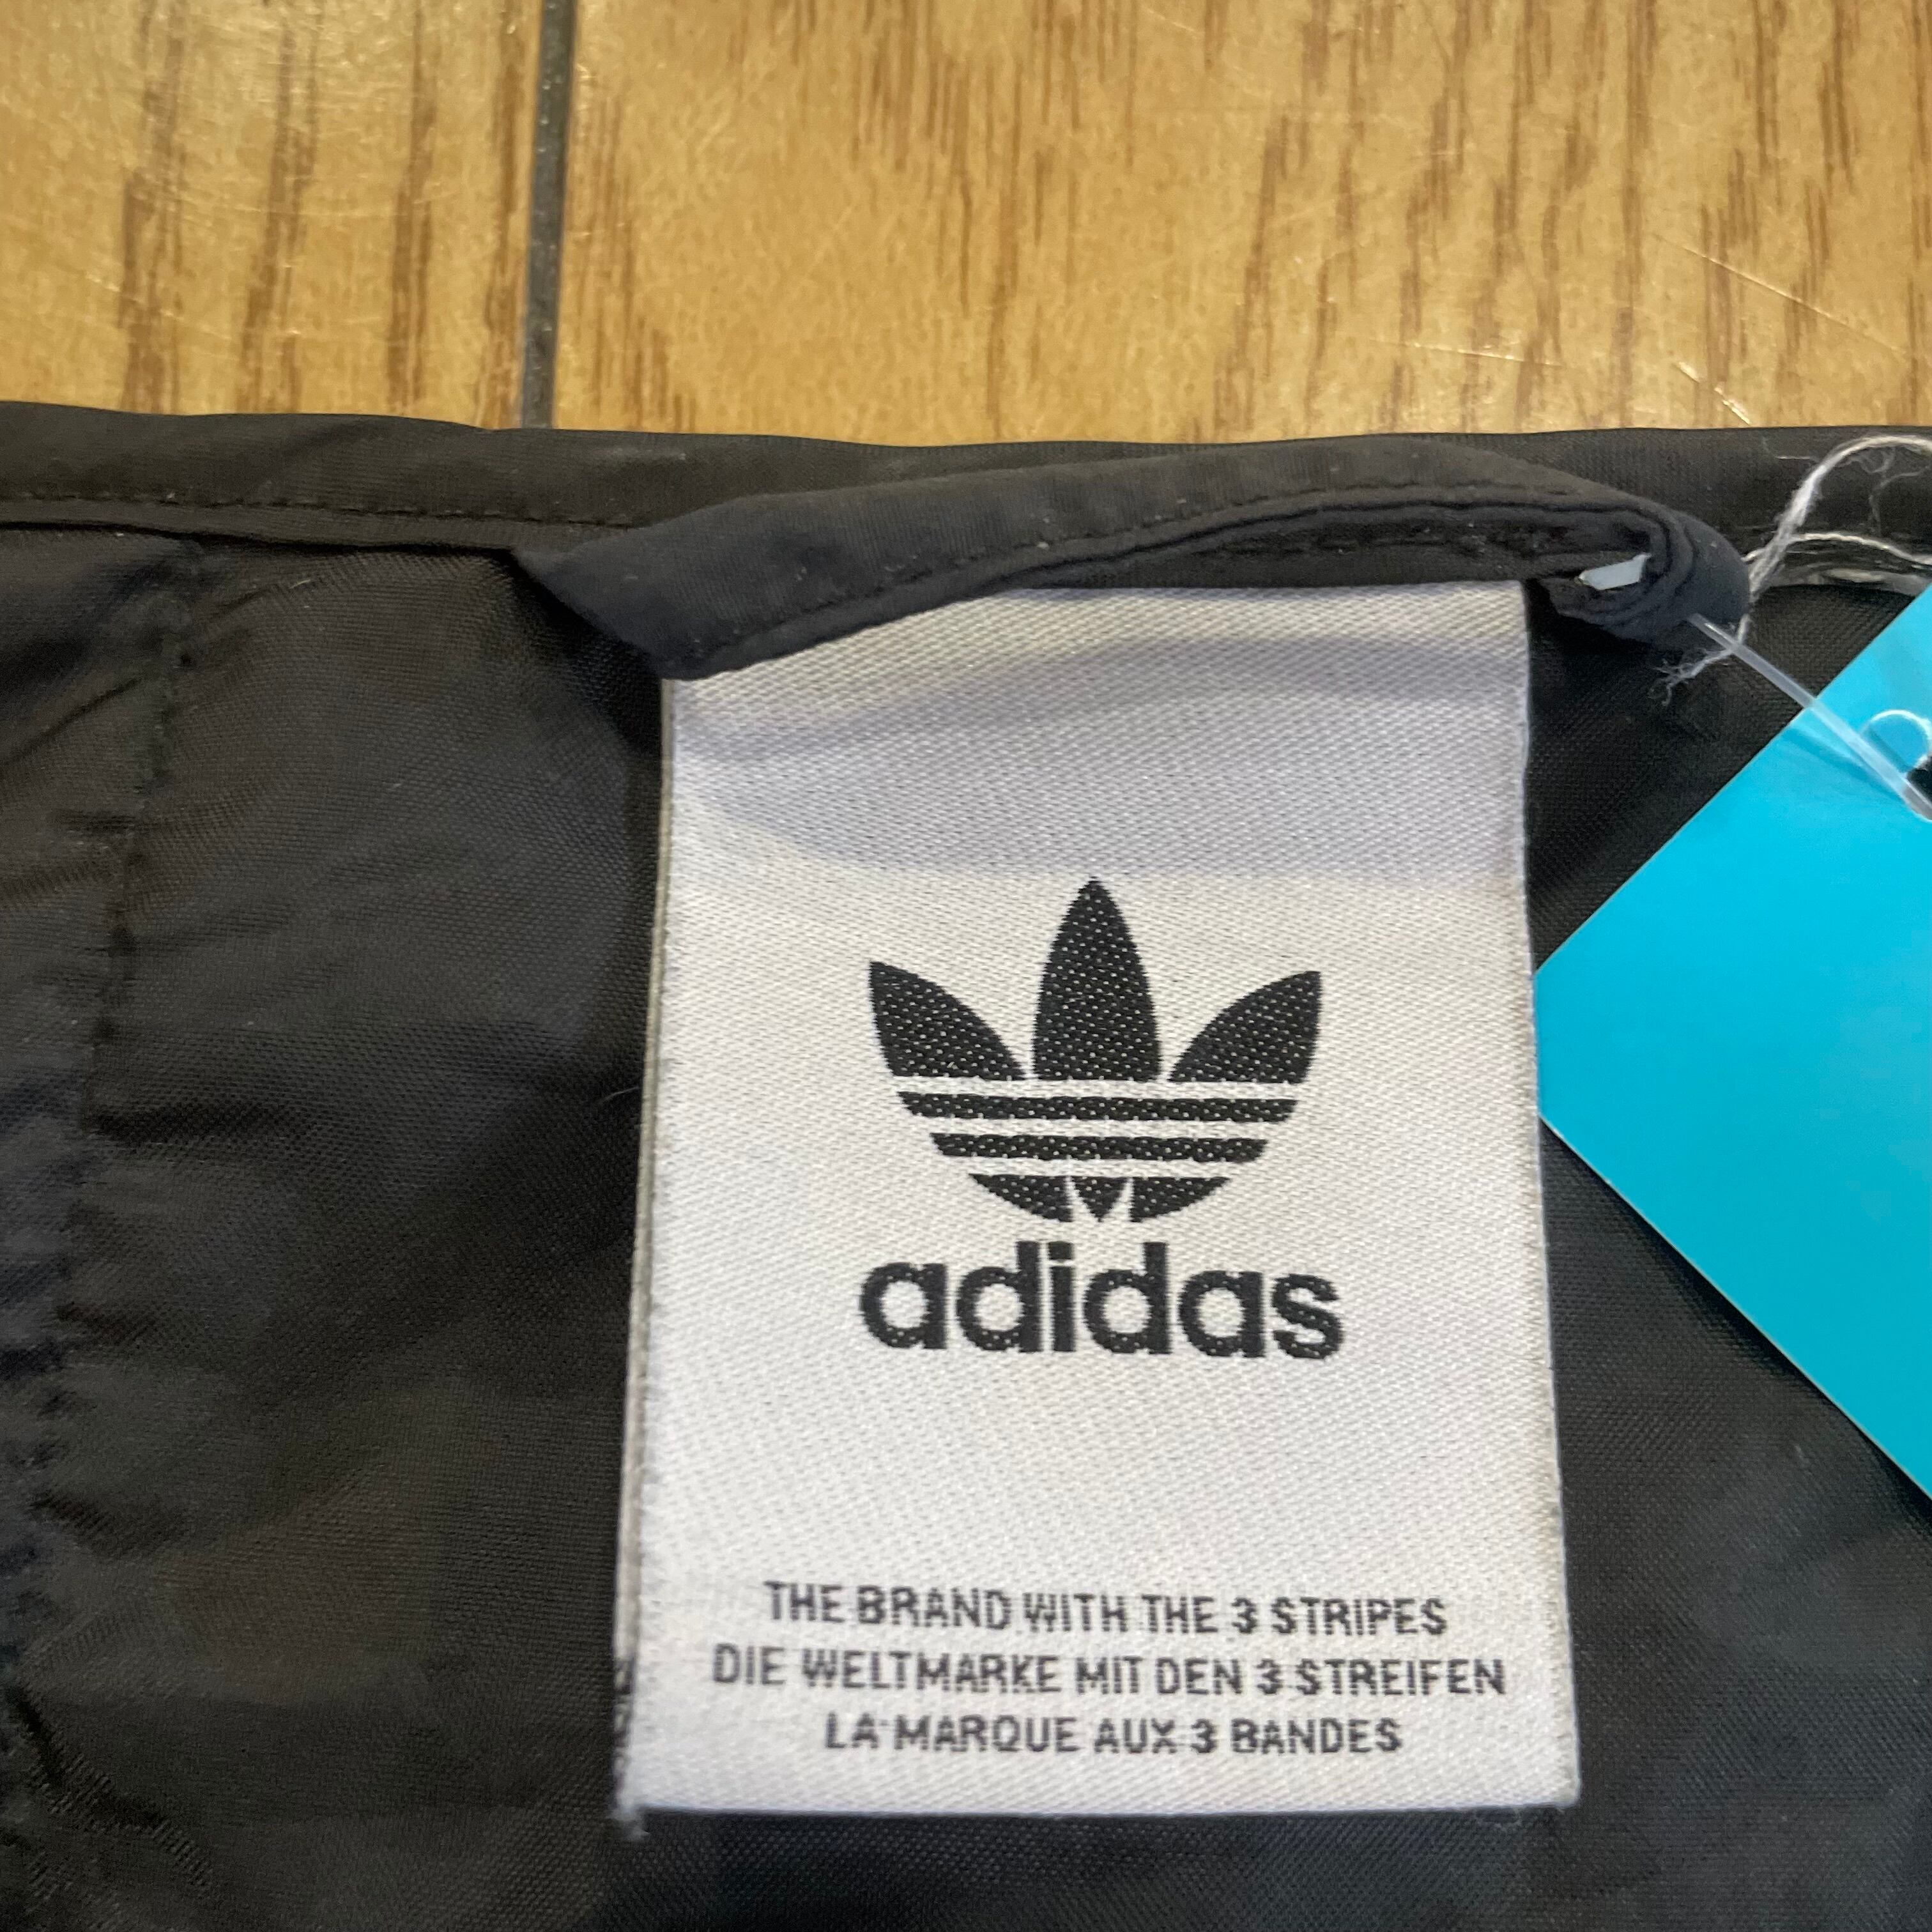 adidas
THE BRAND WITH THE 3 STRIPES
DIE WELTMARKE MIT DEN 3 STREIFEN
LA MARQUE AUX 3 BANDES